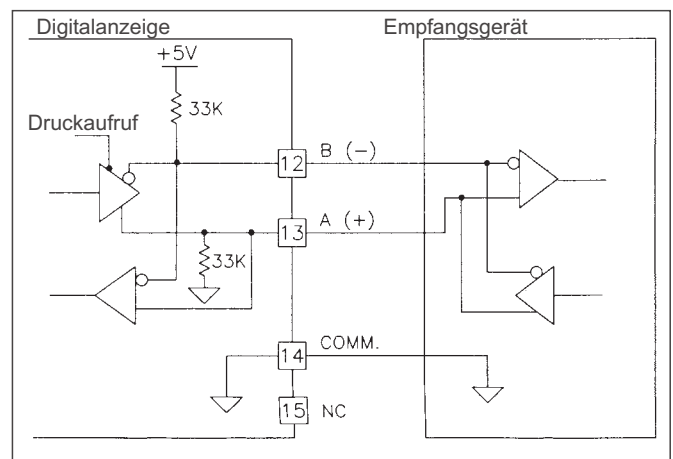 Digitalanzeige
Empfangsgerät
+5V
33K
Druckaufruf
12 B (-)
13 A (+)
33K
14 COMM.
15 NC